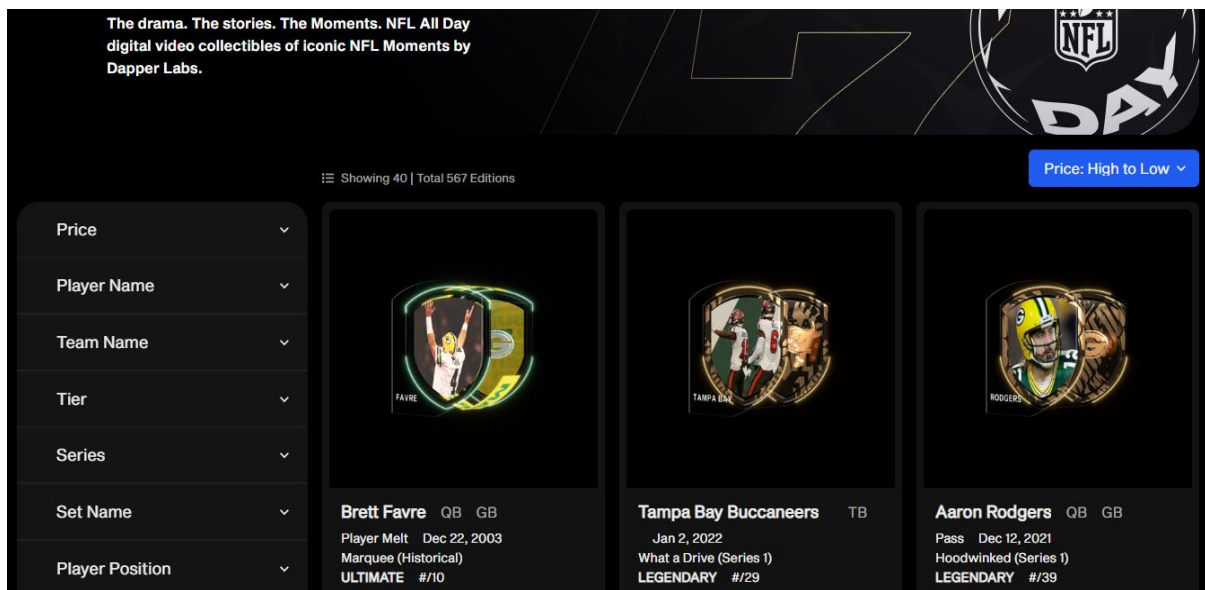 The drama. The stories. The Moments. NFL All Day
digital video collectibles of iconic NFL Moments by
Dapper Labs.
NFL
DAY
Showing 40 | Total 567 Editions
Price: High to Low
Price
Player Name
Team Name
Tier
Series
Set Name
Player Position
FAVRE
Brett Favre QB GB
Player Melt Dec 22, 2003
Marquee (Historical)
ULTIMATE #/10
TAMPA BAY
Tampa Bay Buccaneers TB
Jan 2, 2022
What a Drive (Series 1)
LEGENDARY #/29
RODGERS
Aaron Rodgers QB GB
Pass Dec 12, 2021
Hoodwinked (Series 1)
LEGENDARY #/39